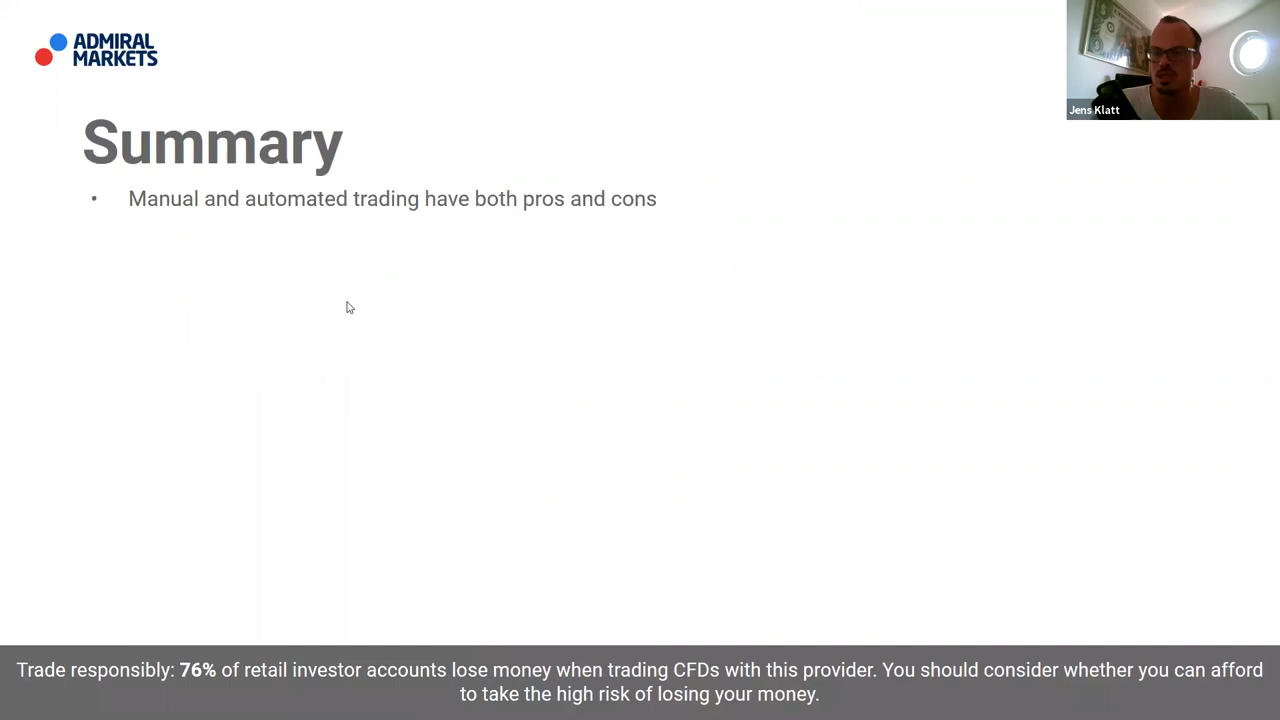 ADMIRAL
MARKETS
Jens Klatt
Summary
• Manual and automated trading have both pros and cons
Trade responsibly: 76% of retail investor accounts lose money when trading CFDs with this provider. You should consider whether you can afford
to take the high risk of losing your money.